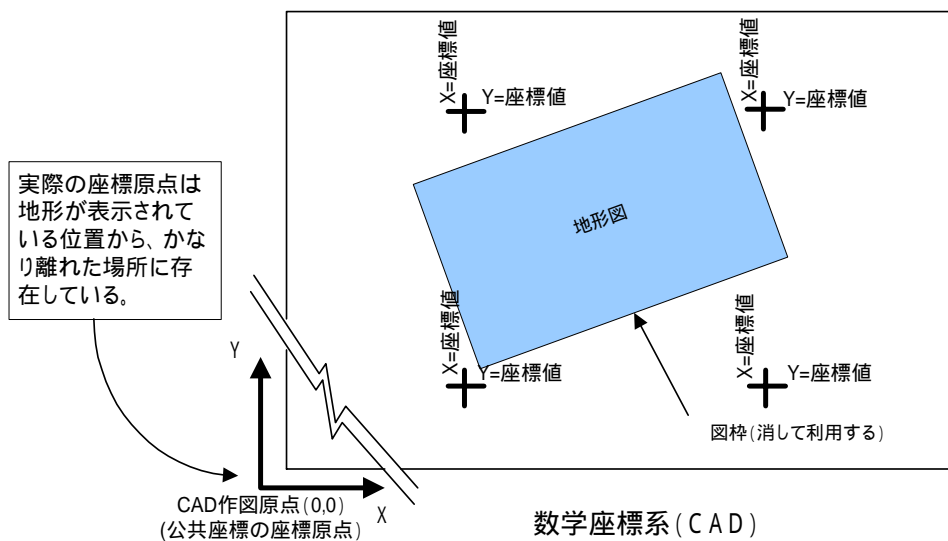 X=座標値
Y=座標値
X=座標値
Y=座標値
実際の座標原点は
地形が表示されて
いる位置から、かな
り離れた場所に存
在している。
地形図
X=座標値
Y=座標値
X=座標値
Y=座標値
図枠(消して利用する)
Y
X
CAD作図原点(0,0)
(公共座標の座標原点)
数学座標系(CAD)